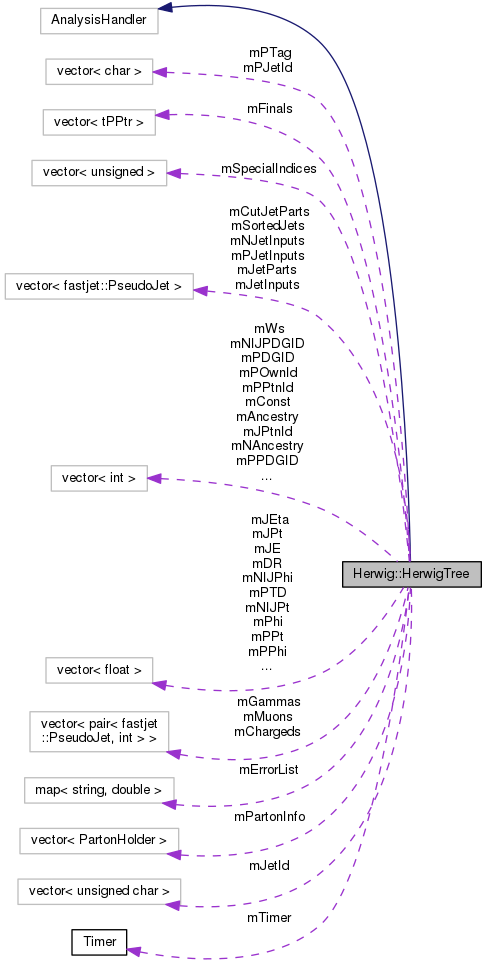 AnalysisHandler
mPTag
mPJetId
vector< char >
mFinals
vector< tPPtr >
mSpecialIndices
vector< unsigned >
mCutJetParts
mSortedJets
mNJetInputs
mPJetInputs
mJetParts
mJetInputs
vector< fastjet::PseudoJet >
mWs
mNIJPDGID
mPDGID
mPOwnId
mPPtnId
mConst
mAncestry
mJPtnId
mNAncestry
mPPDGID
...
vector< int >
mJEta
mJPt
mJE
mDR
mNIJPhi
mPTD
mNIJPt
mPhi
mPPt
mPPhi
...
Herwig::HerwigTree
vector< float >
mGammas
mMuons
mChargeds
vector< pair< fastjet
::PseudoJet, int > >
mErrorList
map< string, double >
mPartonInfo
vector< PartonHolder >
mJetId
vector< unsigned char >
mTimer
Timer